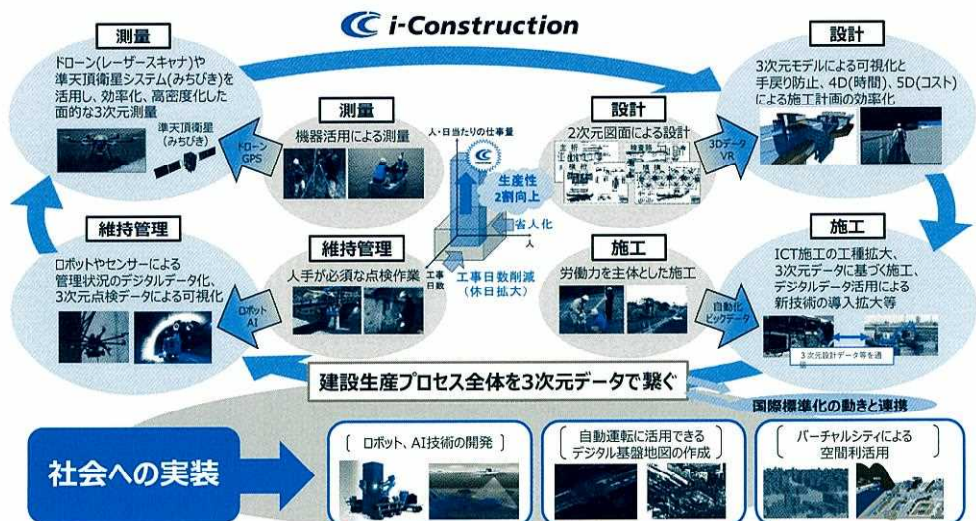 i-Construction
測量
ドローン(レーザースキャナ)や
準天頂衛星システム(みちびき)を
活用し、効率化、高密度化した
面的な3次元測量
準天頂衛星
(みちびき)
ドローン
GPS
測量
機器活用による測量
人・日当たりの仕事量
生産性
2割向上
省人化
人
工事
日数
工事日数削減
(休日拡大)
設計
2次元図面による設計
3Dデータ
VR
設計
3次元モデルによる可視化と
手戻り防止、4D(時間)、5D(コスト)
による施工計画の効率化
維持管理
ロボットやセンサーによる
管理状況のデジタルデータ化、
3次元点検データによる可視化
ロボット
AI
維持管理
人手が必須な点検作業
施工
労働力を主体とした施工
自動化
ビックデータ
施工
ICT施工の工種拡大、
3次元データに基づく施工、
デジタルデータ活用による
新技術の導入拡大等
3次元設計データ等を通
建設生産プロセス全体を3次元データで繋ぐ
国際標準化の動きと連携
社会への実装
ロボット、AI技術の開発
自動運転に活用できる
デジタル基盤地図の作成
バーチャルシティによる
空間利活用